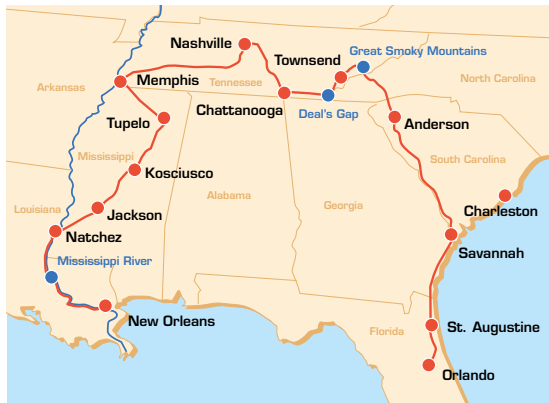 Nashville
Townsend
Great Smoky Mountains
Memphis
Tennessee
North Carolina
Arkansas
Chattanooga
Deal's Gap
Tupelo
Anderson
Mississippi
Kosciusco
South Carolina
Alabama
Georgia
Louisiana
Jackson
Charleston
Natchez
Savannah
Mississippi River
New Orleans
Florida
St. Augustine
Orlando